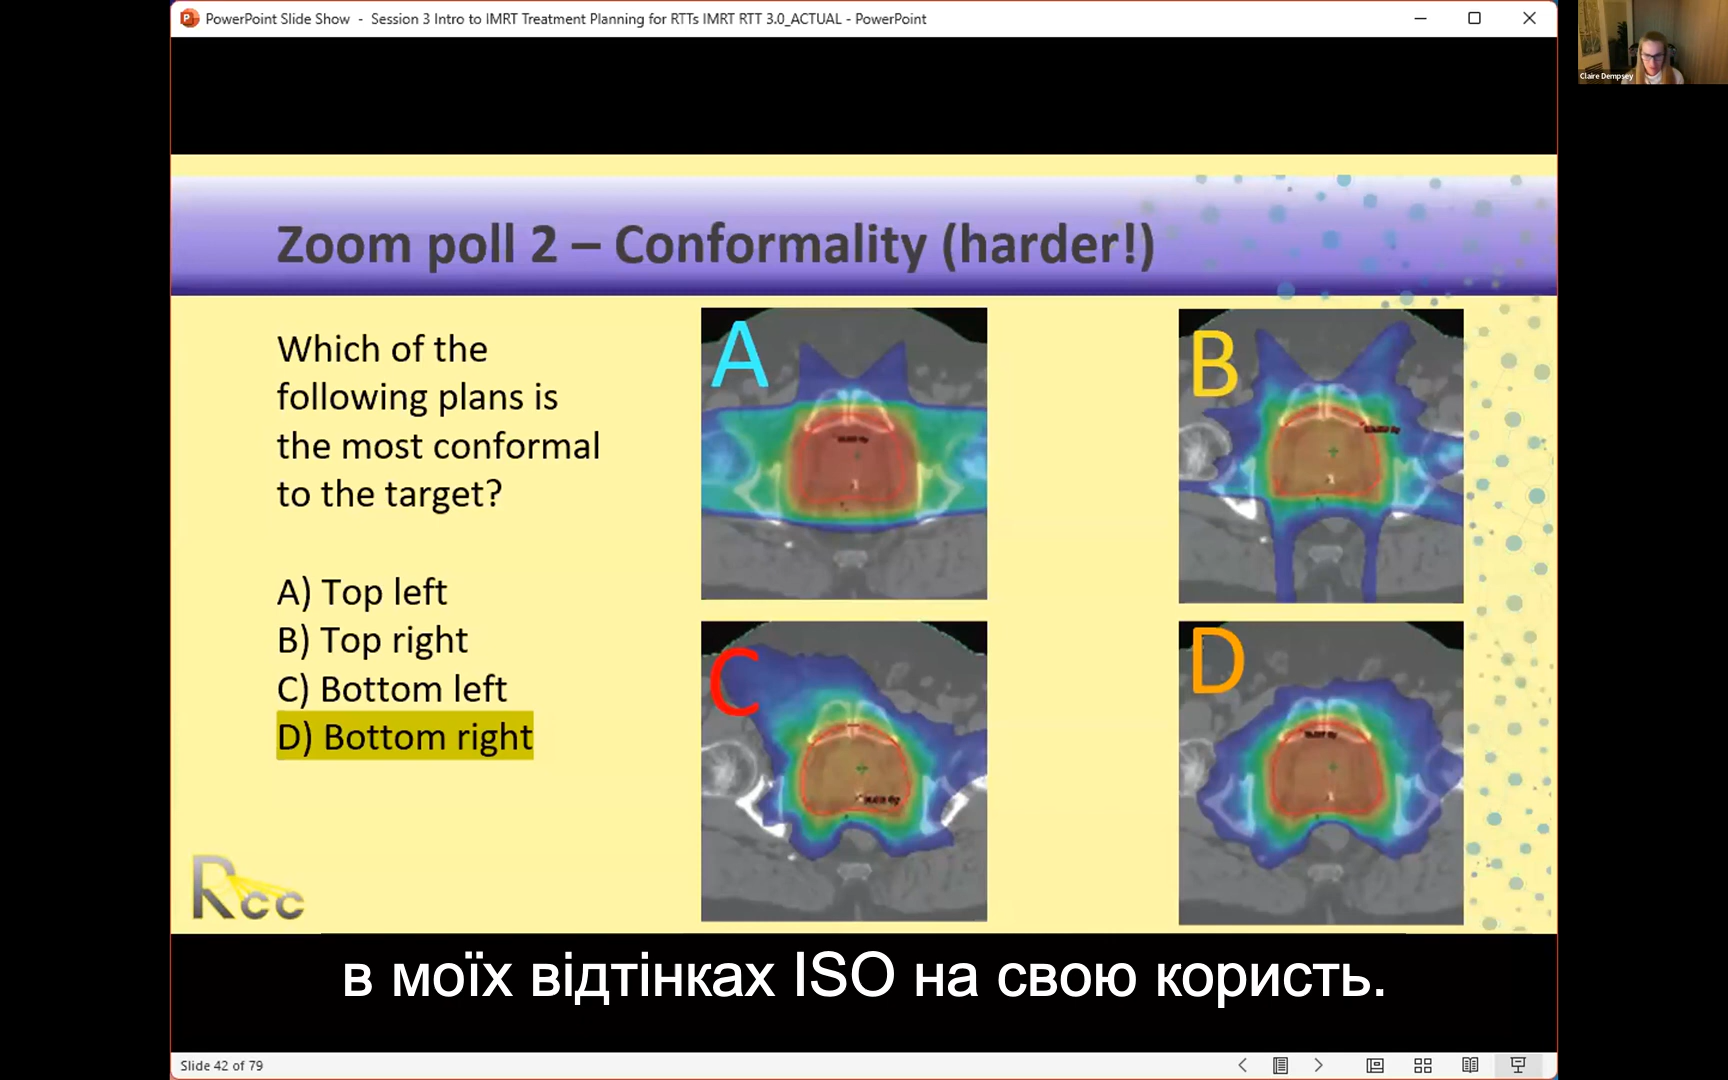 PowerPoint Slide Show - Session 3 Intro to IMRT Treatment Planning for RTTs IMRT RTT 3.0_ACTUAL - PowerPoint
Claire Dempsey
Zoom poll 2 – Conformality (harder!)
Which of the
following plans is
the most conformal
to the target?
A) Top left
B) Top right
C) Bottom left
D) Bottom right
A
B
C
D
Rcc
в моїх відтінках ISO на свою користь.
Slide 42 of 79